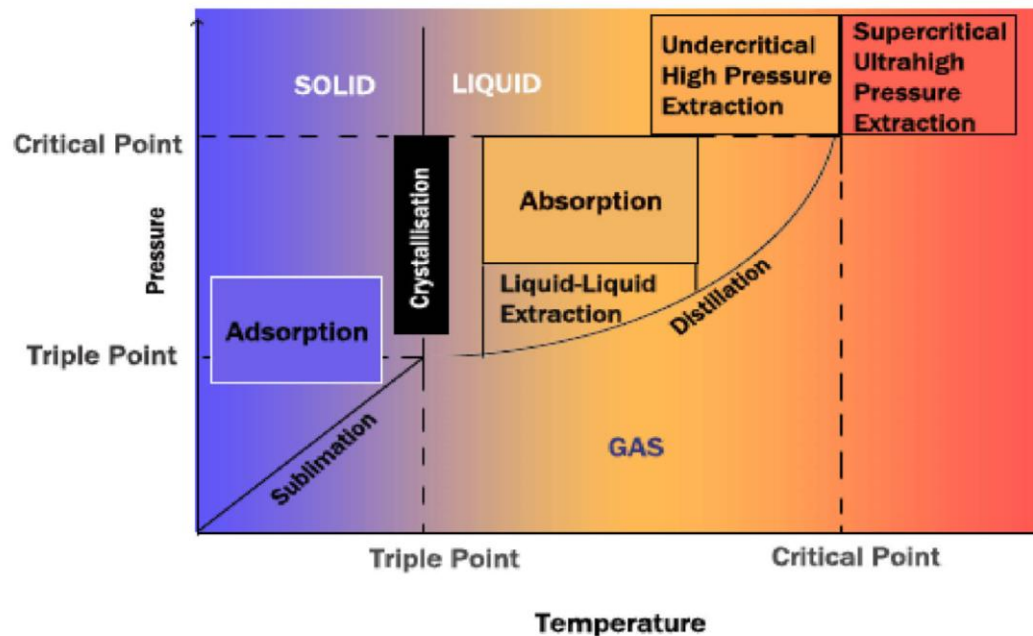 SOLID
LIQUID
Undercritical
High Pressure
Extraction
Supercritical
Ultrahigh
Pressure
Extraction
Critical Point
Pressure
Crystallisation
Absorption
Liquid-Liquid
Extraction
Distillation
Adsorption
Triple Point
Sublimation
GAS
Triple Point
Critical Point
Temperature